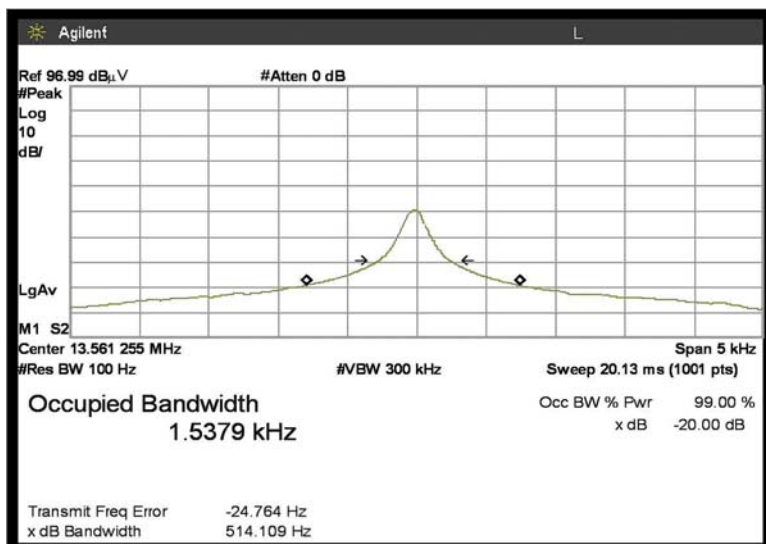 Agilent
L
Ref 96.99 dBµV #Atten 0 dB
#Peak
Log
10
dB/
LgAv
M1 S2
Center 13.561 255 MHz Span 5 kHz
#Res BW 100 Hz #VBW 300 kHz Sweep 20.13 ms (1001 pts)
Occupied Bandwidth Occ BW % Pwr 99.00 %
1.5379 kHz x dB -20.00 dB
Transmit Freq Error -24.764 Hz
x dB Bandwidth 514.109 Hz